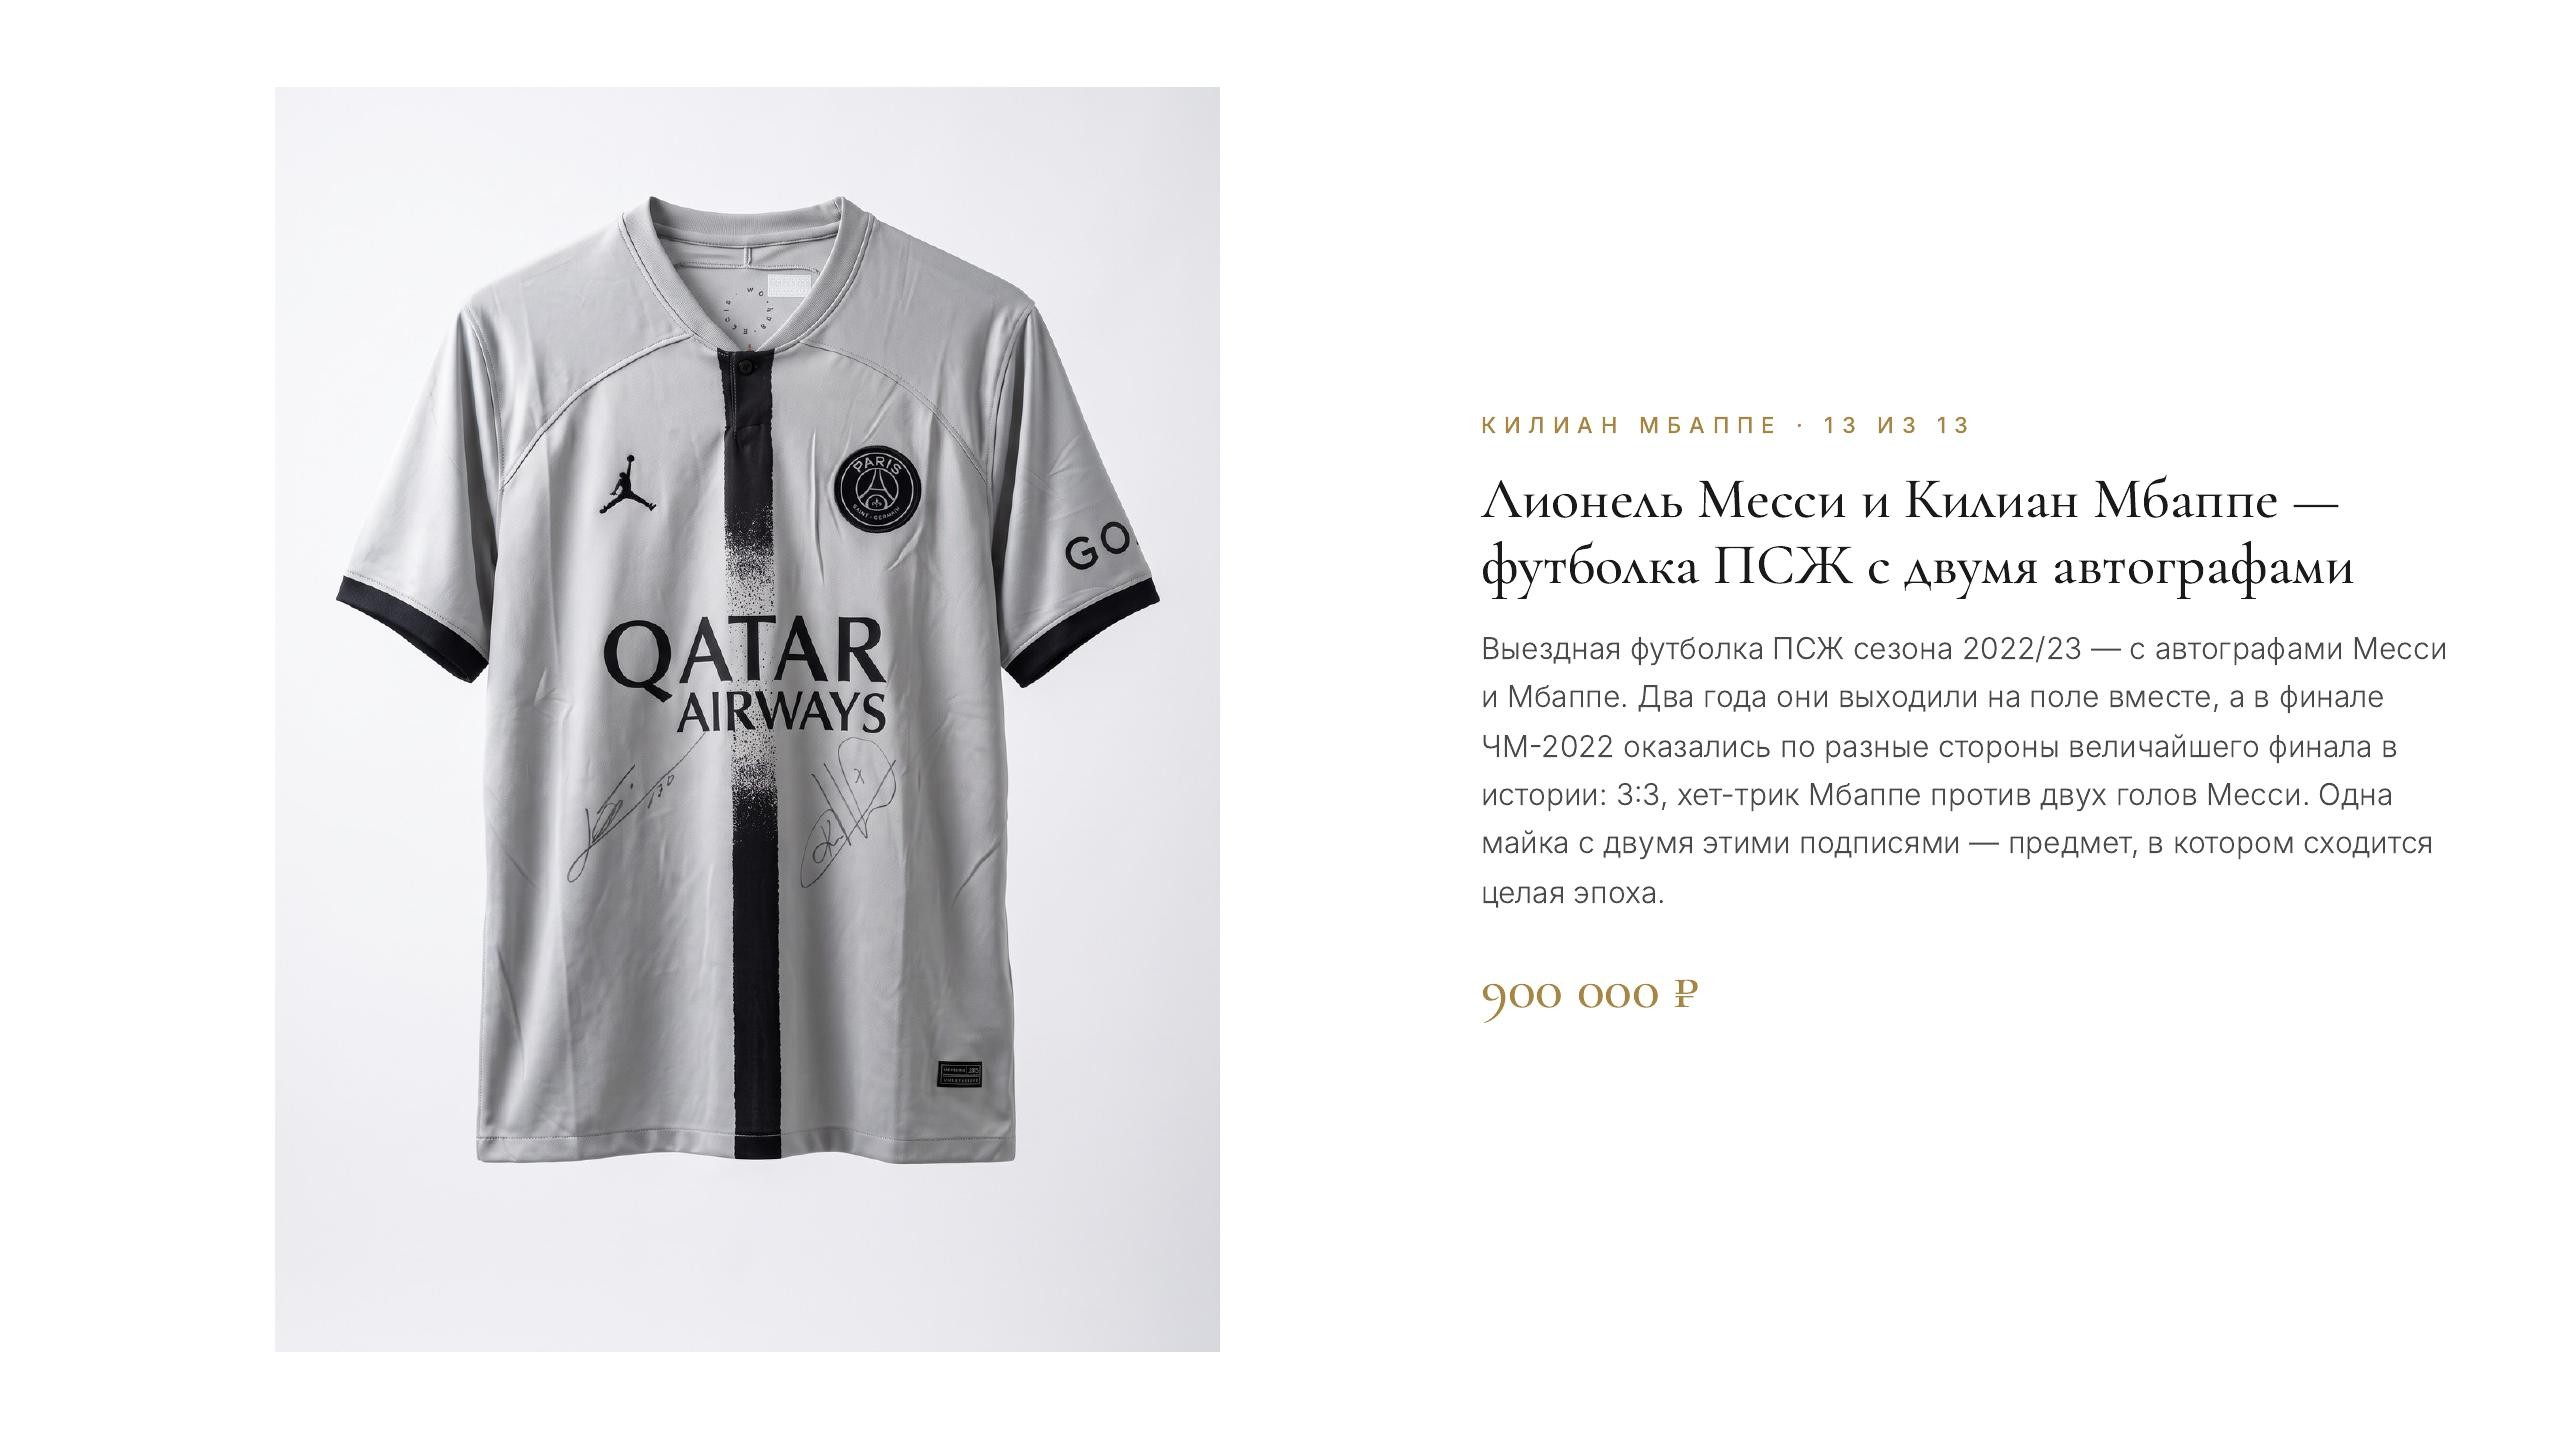 PARIS
SAINT-GERMAIN
GO
QATAR
AIRWAYS
КИЛИАН МБАППЕ · 13 ИЗ 13
Лионель Месси и Килиан Мбаппе —
футболка ПСЖ с двумя автографами
Выездная футболка ПСЖ сезона 2022/23 — с автографами Месси
и Мбаппе. Два года они выходили на поле вместе, а в финале
ЧМ-2022 оказались по разные стороны величайшего финала в
истории: 3:3, хет-трик Мбаппе против двух голов Месси. Одна
майка с двумя этими подписями — предмет, в котором сходится
целая эпоха.
900 000 ₽